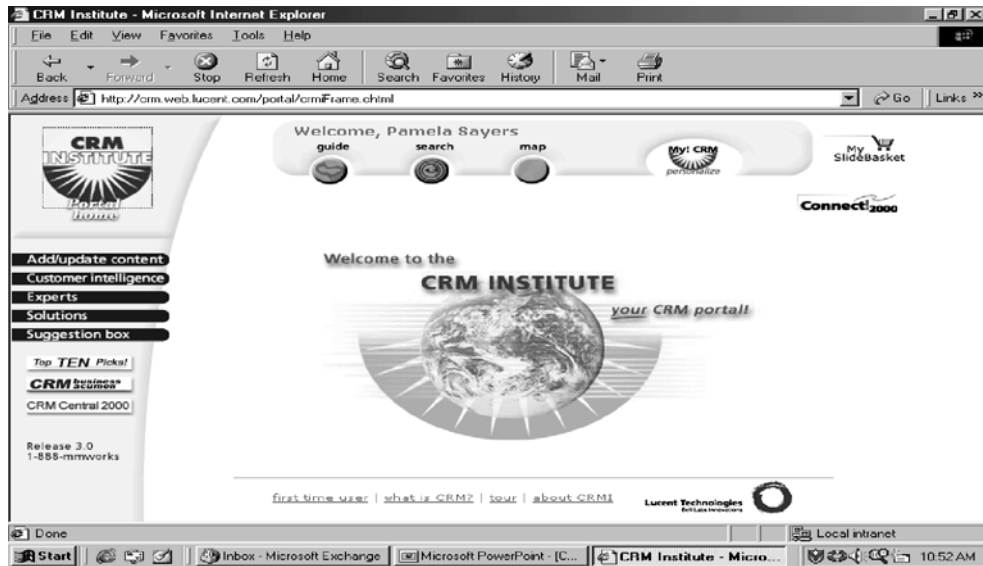 CRM Institute - Microsoft Internet Explorer
File Edit View Favorites Tools Help
Back Forward Stop Refresh Home Search Favorites History Mail Print
Address http://crm.web.lucent.com/portal/crmFrame.chtml Go Links »
CRM
INSTITUTE
Portal
home
Welcome, Pamela Sayers
guide search map
My! CRM
personalize
My
SlideBasket
Connect!2000
Add/update content
Customer intelligence
Experts
Solutions
Suggestion box
Top TEN Picks!
CRM business
acumen
CRM Central 2000
Release 3.0
1-888-mmworks
Welcome to the
CRM INSTITUTE
your CRM portal!
first time user | what is CRM? | tour | about CRMI
Lucent Technologies
Bell Labs Innovations
Done Local intranet
Start Inbox - Microsoft Exchange Microsoft PowerPoint - [C... CRM Institute - Micro... 10:52 AM